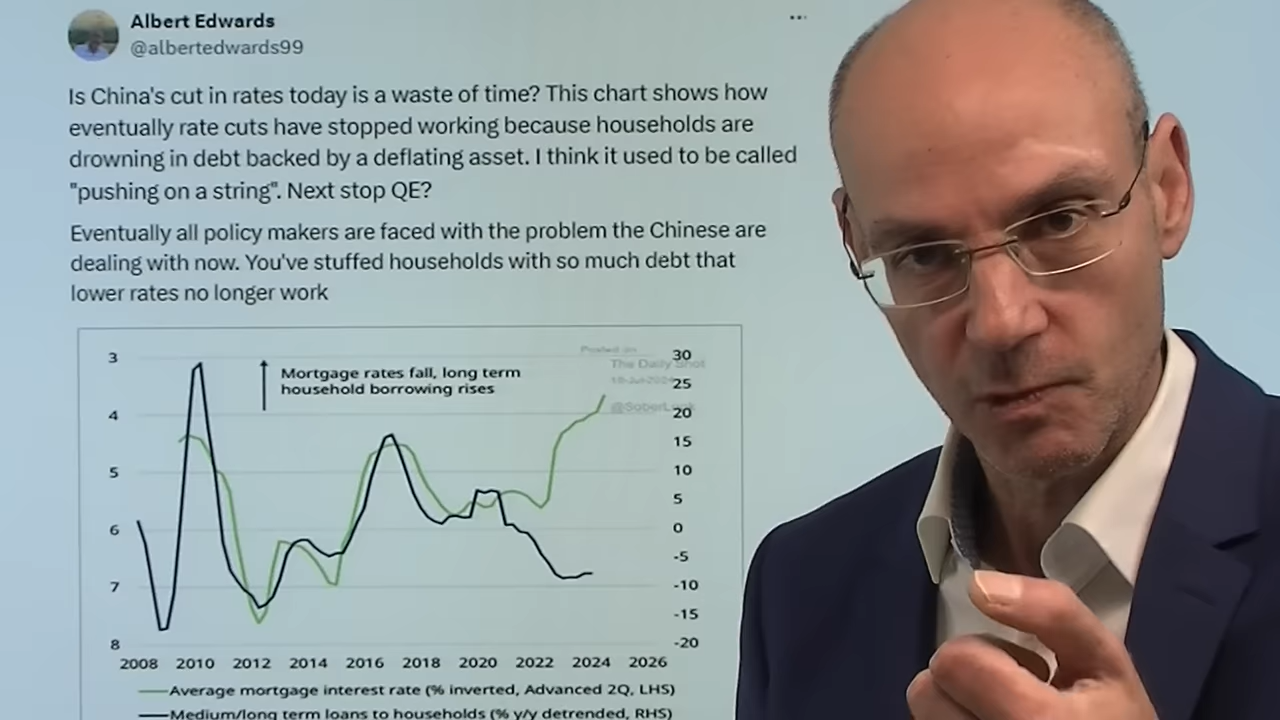 Albert Edwards
@albertedwards99
Is China's cut in rates today is a waste of time? This chart shows how
eventually rate cuts have stopped working because households are
drowning in debt backed by a deflating asset. I think it used to be called
"pushing on a string". Next stop QE?
Eventually all policy makers are faced with the problem the Chinese are
dealing with now. You've stuffed households with so much debt that
lower rates no longer work
Posted on
The Daily Shot
@SoberLook
Mortgage rates fall, long term
household borrowing rises
3
4
5
6
7
8
30
25
20
15
10
5
0
-5
-10
-15
-20
2008 2010 2012 2014 2016 2018 2020 2022 2024 2026
Average mortgage interest rate (% inverted, Advanced 2Q, LHS)
Medium/long term loans to households (% y/y detrended, RHS)